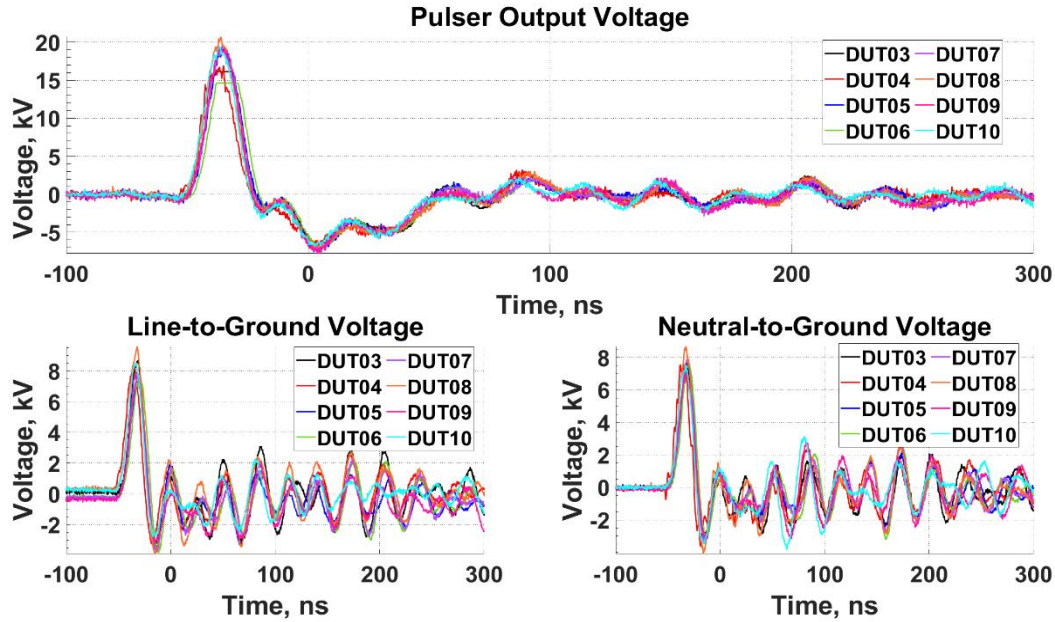 Pulser Output Voltage
20
15
10
5
0
-5
Voltage, kV
DUT03 DUT07
DUT04 DUT08
DUT05 DUT09
DUT06 DUT10
-100 0 100 200 300
Time, ns
Line-to-Ground Voltage
8
6
4
2
0
-2
Voltage, kV
DUT03 DUT07
DUT04 DUT08
DUT05 DUT09
DUT06 DUT10
-100 0 100 200 300
Time, ns
Neutral-to-Ground Voltage
8
6
4
2
0
-2
Voltage, kV
DUT03 DUT07
DUT04 DUT08
DUT05 DUT09
DUT06 DUT10
-100 0 100 200 300
Time, ns